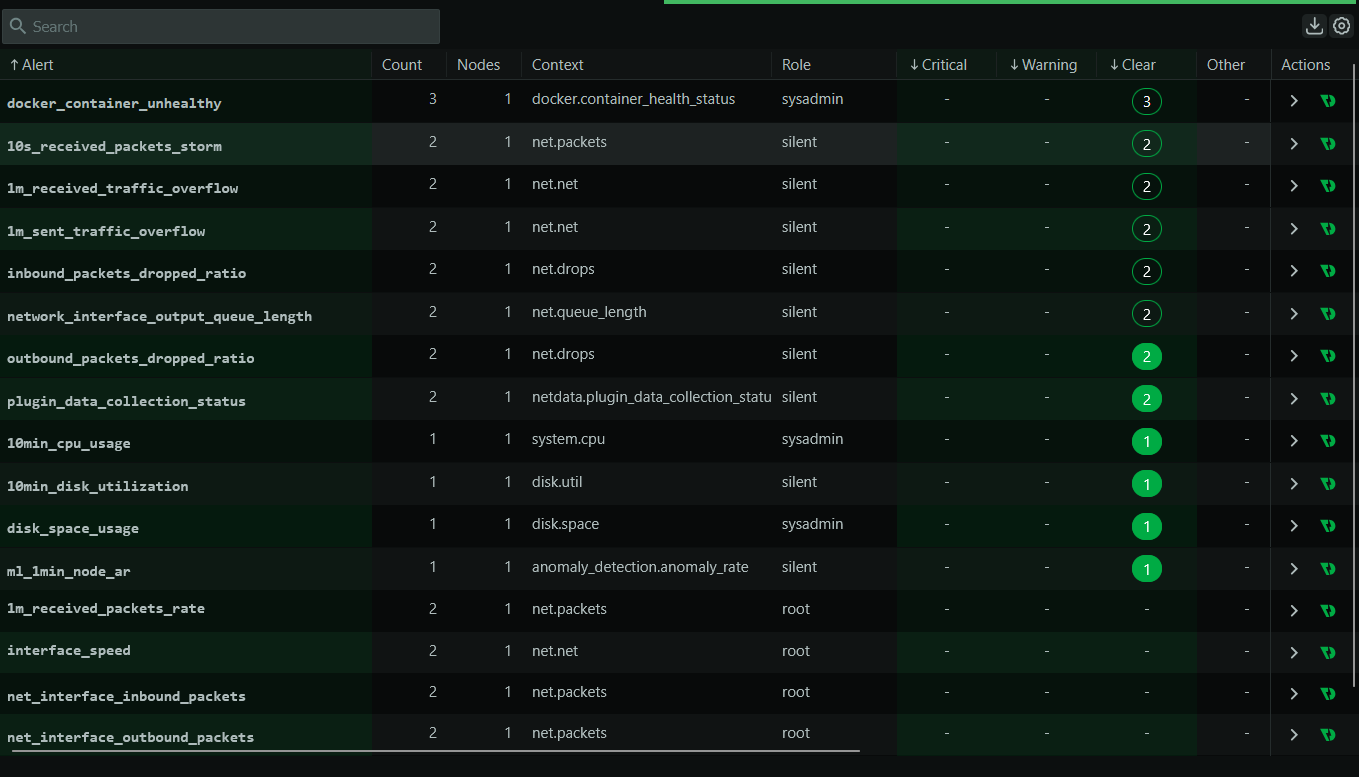 Search
Alert Count Nodes Context Role Critical Warning Clear Other Actions
docker_container_unhealthy 3 1 docker.container_health_status sysadmin - - 3 -
10s_received_packets_storm 2 1 net.packets silent - - 2 -
1m_received_traffic_overflow 2 1 net.net silent - - 2 -
1m_sent_traffic_overflow 2 1 net.net silent - - 2 -
inbound_packets_dropped_ratio 2 1 net.drops silent - - 2 -
network_interface_output_queue_length 2 1 net.queue_length silent - - 2 -
outbound_packets_dropped_ratio 2 1 net.drops silent - - 2 -
plugin_data_collection_status 2 1 netdata.plugin_data_collection_statu silent - - 2 -
10min_cpu_usage 1 1 system.cpu sysadmin - - 1 -
10min_disk_utilization 1 1 disk.util silent - - 1 -
disk_space_usage 1 1 disk.space sysadmin - - 1 -
ml_1min_node_ar 1 1 anomaly_detection.anomaly_rate silent - - 1 -
1m_received_packets_rate 2 1 net.packets root - - - -
interface_speed 2 1 net.net root - - - -
net_interface_inbound_packets 2 1 net.packets root - - - -
net_interface_outbound_packets 2 1 net.packets root - - - -